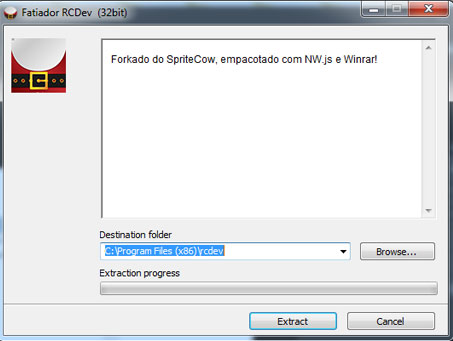 Fatiador RCDev (32bit)
Forkado do SpriteCow, empacotado com NW.js e Winrar!
Destination folder
C:\Program Files (x86)\rcdev
Browse...
Extraction progress
Extract
Cancel